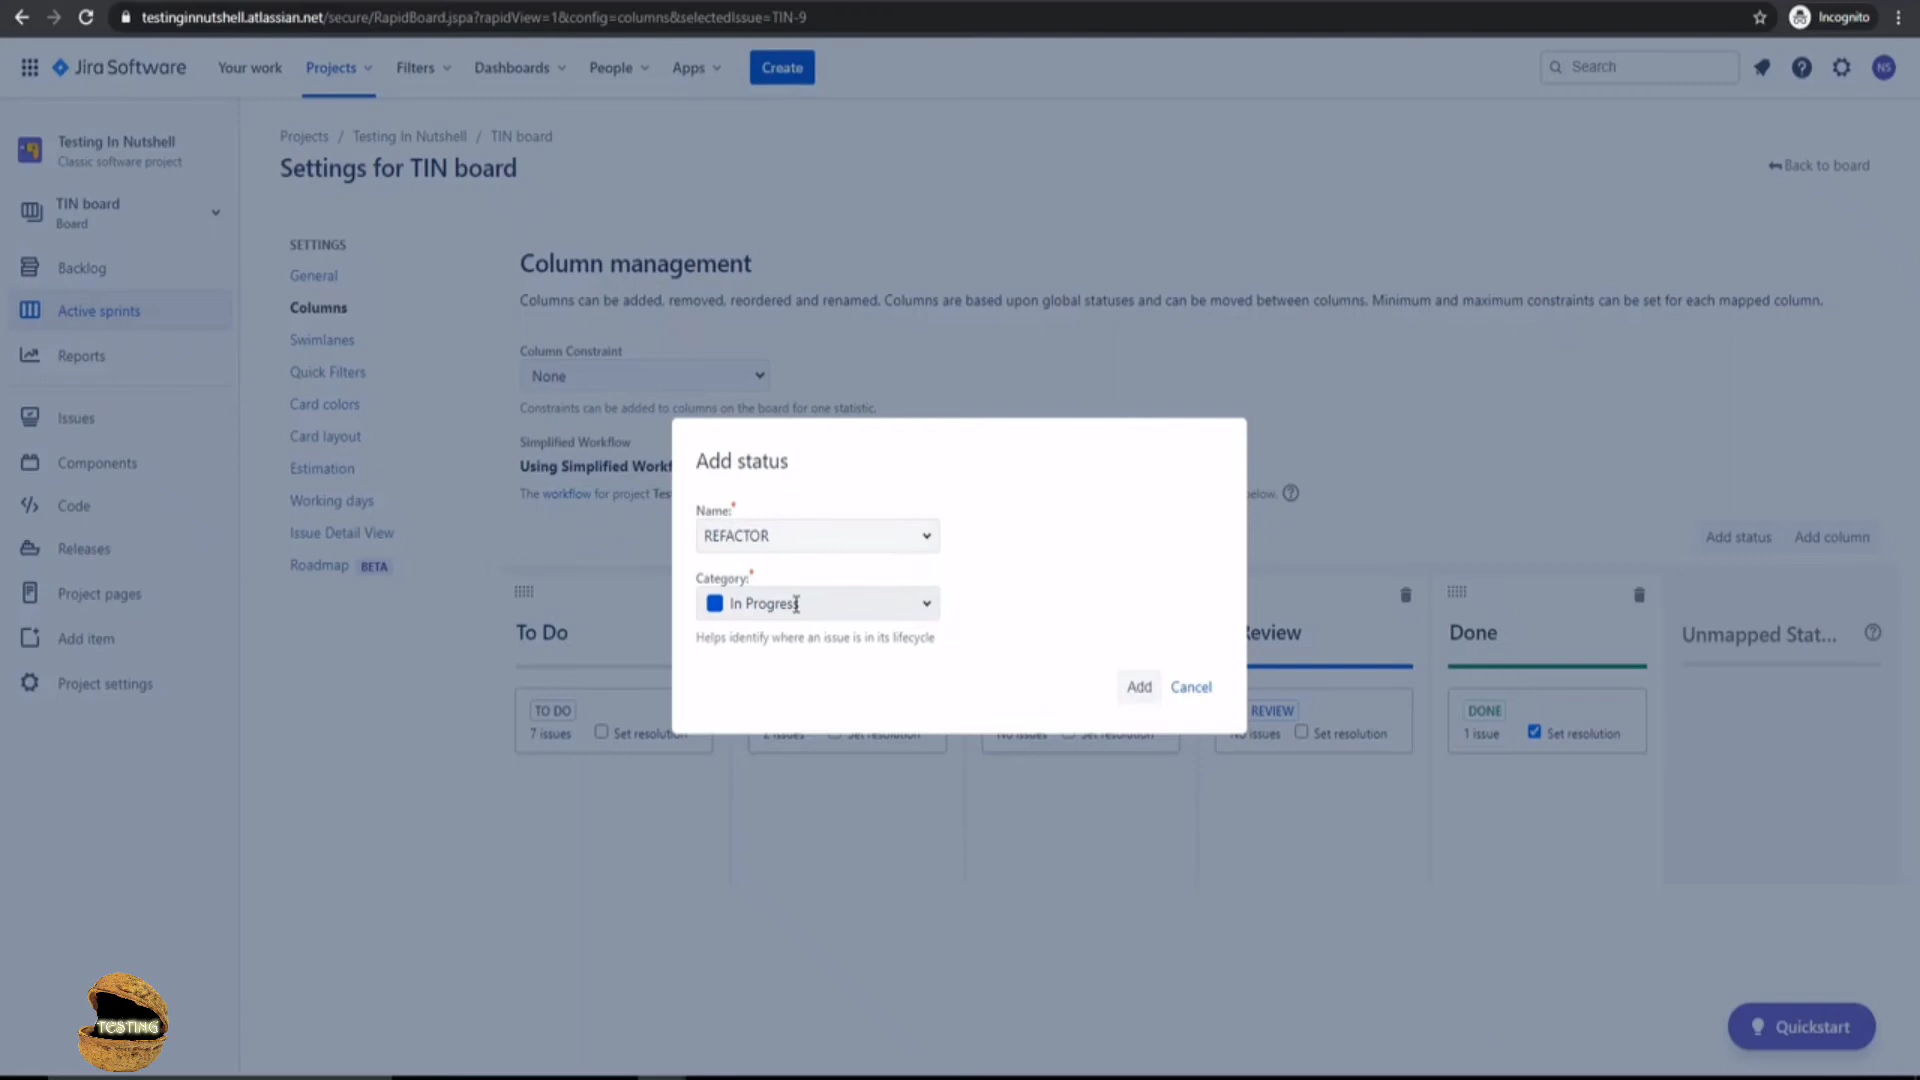 testinginnutshell.atlassian.net/secure/RapidBoard.jspa?rapidView=1&config=columns&selectedIssue=TIN-9
Incognito
Jira Software
Your work
Projects
Filters
Dashboards
People
Apps
Create
Search
NS
Testing In Nutshell
Classic software project
TIN board
Board
Backlog
Active sprints
Reports
Issues
Components
Code
Releases
Project pages
Add item
Project settings
Projects / Testing In Nutshell / TIN board
Settings for TIN board
Back to board
SETTINGS
General
Columns
Swimlanes
Quick Filters
Card colors
Card layout
Estimation
Working days
Issue Detail View
Roadmap BETA
Column management
Columns can be added, removed, reordered and renamed. Columns are based upon global statuses and can be moved between columns. Minimum and maximum constraints can be set for each mapped column.
Column Constraint
None
Constraints can be added to columns on the board for one statistic.
Simplified Workflow
Using Simplified Workf
The workflow for project Tes
below.
Add status
Add column
Add status
Name:*
REFACTOR
Category:*
In Progress
Helps identify where an issue is in its lifecycle
Add
Cancel
To Do
TO DO
7 issues
Set resolution
Review
REVIEW
No issues
Set resolution
Done
DONE
1 issue
Set resolution
Unmapped Stat...
2 issues
Set resolution
No issues
Set resolution
TESTING
Quickstart